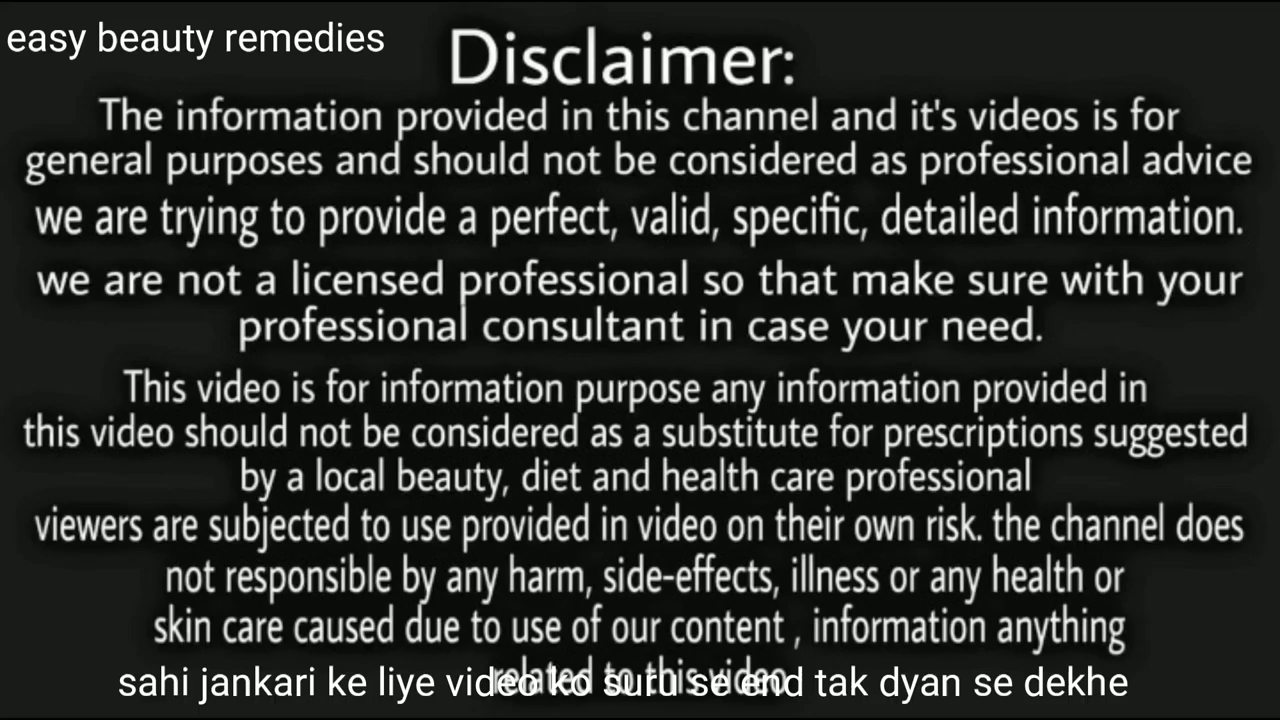 easy beauty remedies
Disclaimer:
The information provided in this channel and it's videos is for
general purposes and should not be considered as professional advice
we are trying to provide a perfect, valid, specific, detailed information.
we are not a licensed professional so that make sure with your
professional consultant in case your need.
This video is for information purpose any information provided in
this video should not be considered as a substitute for prescriptions suggested
by a local beauty, diet and health care professional
viewers are subjected to use provided in video on their own risk. the channel does
not responsible by any harm, side-effects, illness or any health or
skin care caused due to use of our content , information anything
related to this video
sahi jankari ke liye video ko suru se end tak dyan se dekhe